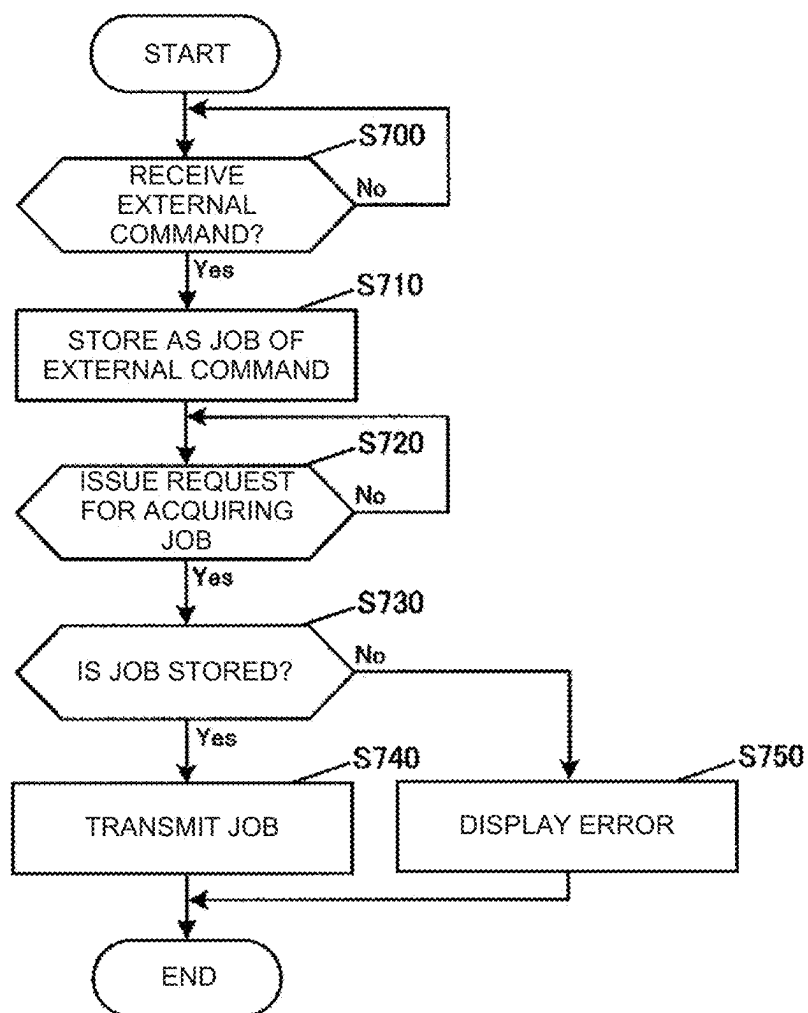 START
S700
RECEIVE
EXTERNAL
COMMAND?
No
Yes
S710
STORE AS JOB OF
EXTERNAL COMMAND
S720
ISSUE REQUEST
FOR ACQUIRING
JOB
No
Yes
S730
IS JOB STORED?
No
Yes
S740
TRANSMIT JOB
S750
DISPLAY ERROR
END